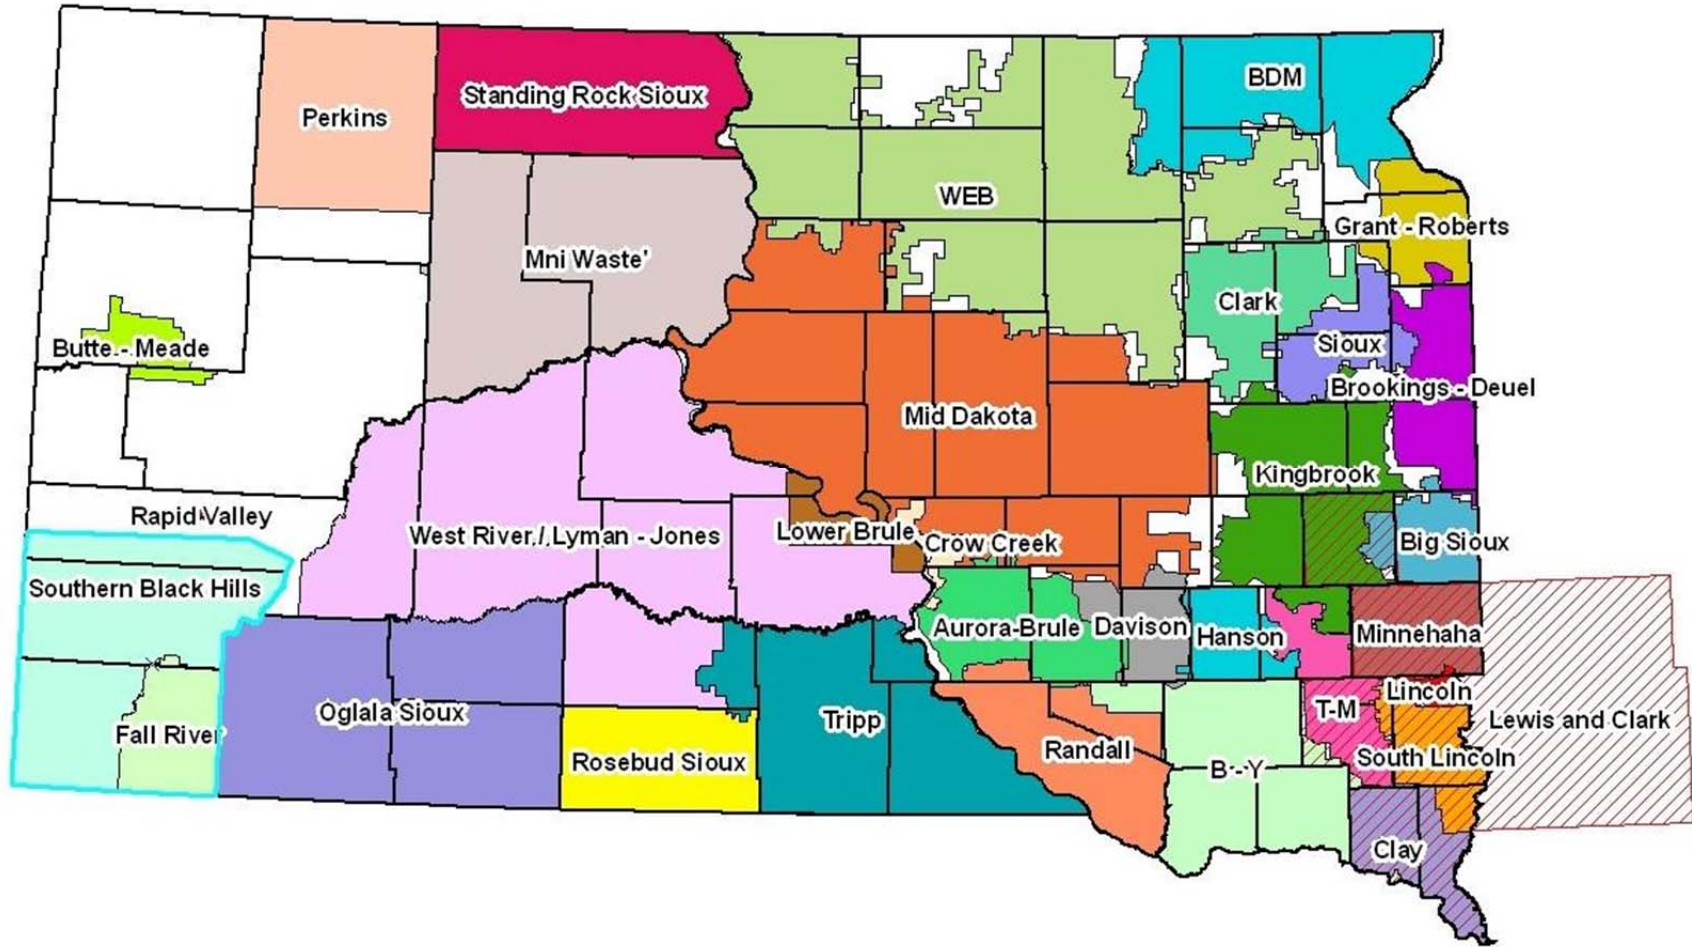 BDM
Standing Rock Sioux
Perkins
WEB
Grant - Roberts
Mni Waste'
Clark
Butte - Meade
Sioux
Brookings - Deuel
Mid Dakota
Kingbrook
Rapid Valley
West River / Lyman - Jones
Lower Brule
Crow Creek
Big Sioux
Southern Black Hills
Aurora-Brule
Davison
Hanson
Minnehaha
Lincoln
Oglala Sioux
Tripp
T-M
Lewis and Clark
Fall River
Randall
South Lincoln
Rosebud Sioux
B - Y
Clay